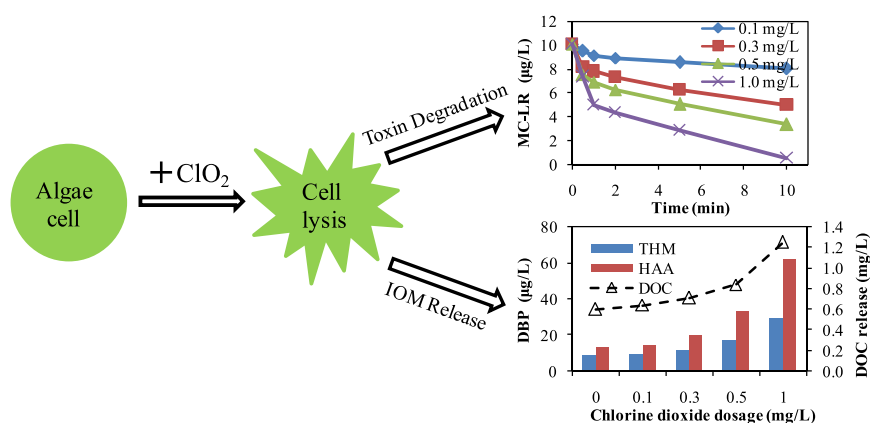 Algae
cell
+ClO₂
Cell
lysis
Toxin Degradation
IOM Release
MC-LR (µg/L)
12
10
8
6
4
2
0
0.1 mg/L
0.3 mg/L
0.5 mg/L
1.0 mg/L
0 2 4 6 8 10
Time (min)
DBP
(µg/L)
80
60
40
20
0
THM
HAA
DOC
1.4
1.2
1.0
0.8
0.6
0.4
0.2
0.0
DOC release (mg/L)
0 0.1 0.3 0.5 1
Chlorine dioxide dosage (mg/L)